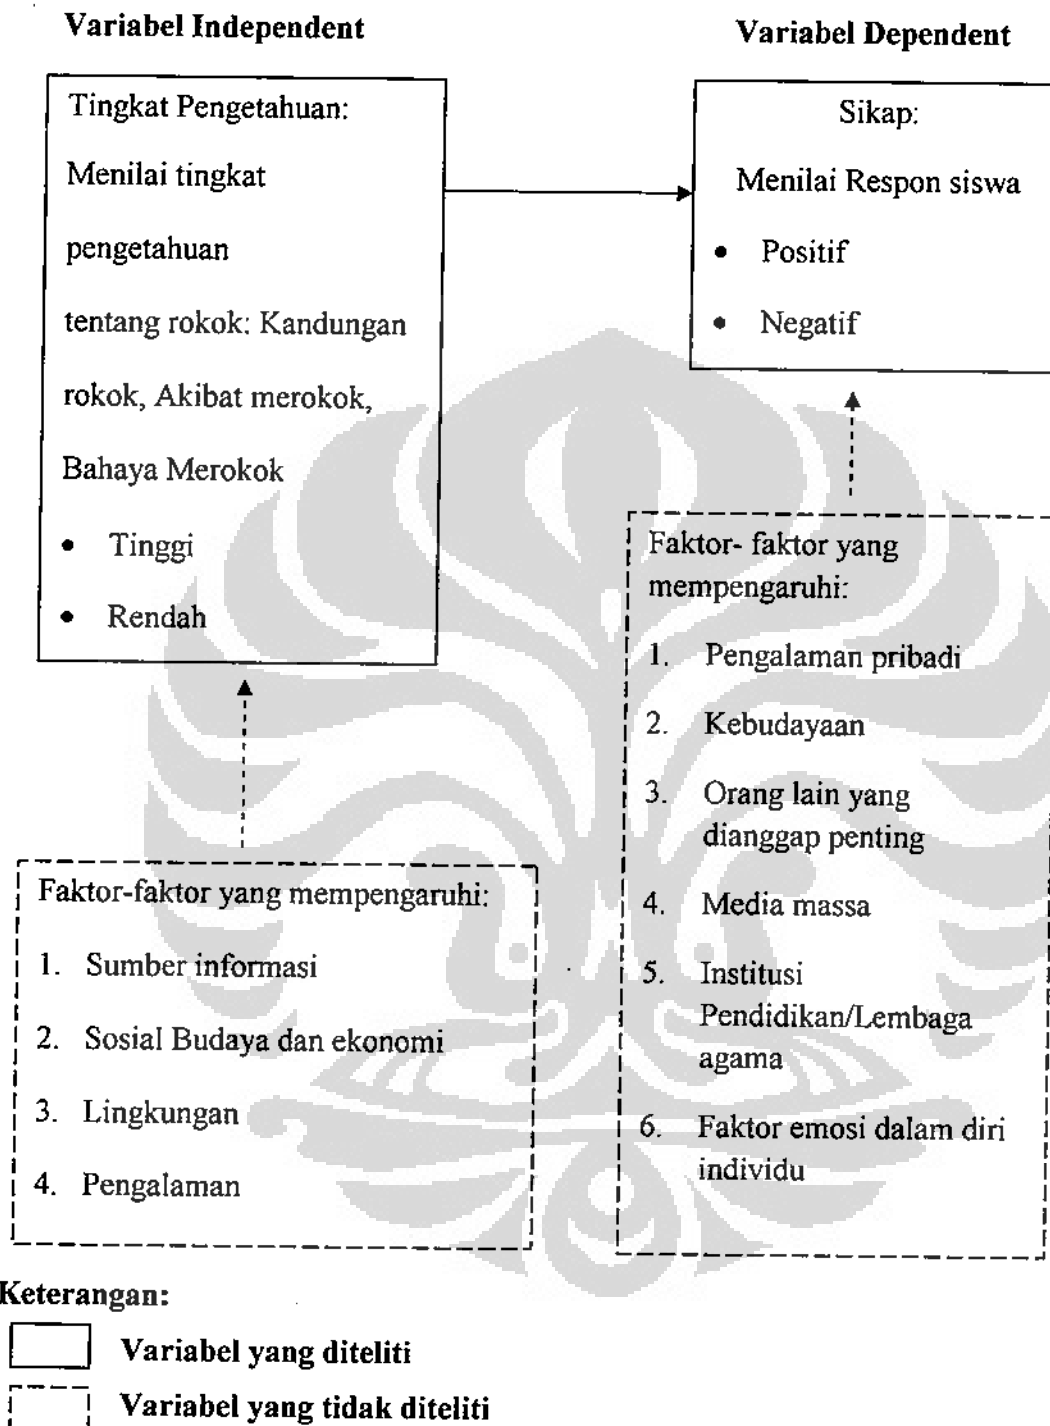 Variabel Independent
Variabel Dependent
Tingkat Pengetahuan:
Menilai tingkat
pengetahuan
tentang rokok: Kandungan
rokok, Akibat merokok,
Bahaya Merokok
• Tinggi
• Rendah
Sikap:
Menilai Respon siswa
• Positif
• Negatif
Faktor-faktor yang mempengaruhi:
1. Sumber informasi
2. Sosial Budaya dan ekonomi
3. Lingkungan
4. Pengalaman
Faktor- faktor yang
mempengaruhi:
1. Pengalaman pribadi
2. Kebudayaan
3. Orang lain yang
dianggap penting
4. Media massa
5. Institusi
Pendidikan/Lembaga
agama
6. Faktor emosi dalam diri
individu
Keterangan:
Variabel yang diteliti
Variabel yang tidak diteliti